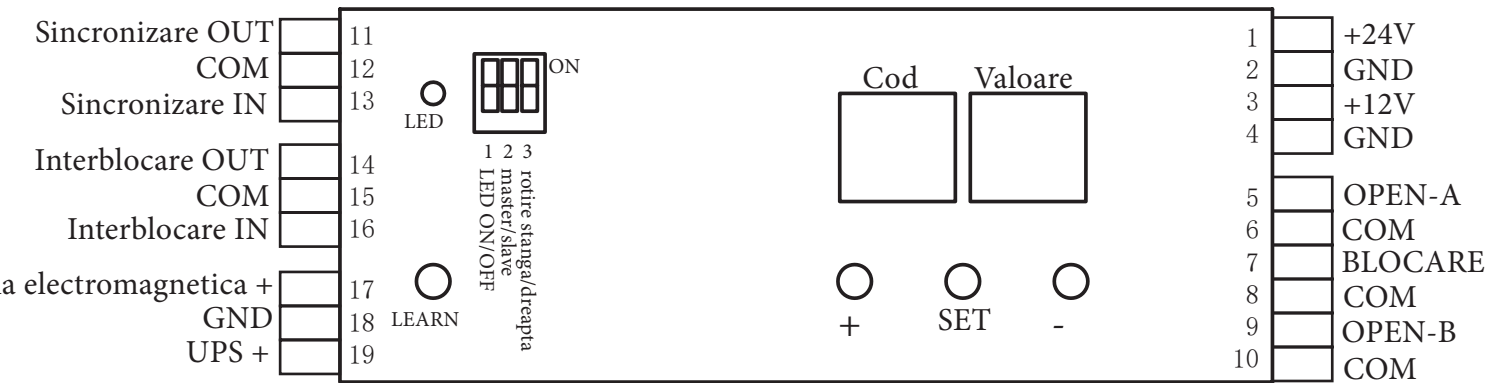 Sincronizare OUT
COM
Sincronizare IN
Interblocare OUT
COM
Interblocare IN
electromagnetica +
GND
UPS +
11
12
13
14
15
16
17
18
19
LED
LEARN
ON
1 2 3
LED ON/OFF
master/slave
rotire stanga/dreapta
Cod
Valoare
+
SET
-
1
2
3
4
5
6
7
8
9
10
+24V
GND
+12V
GND
OPEN-A
COM
BLOCARE
COM
OPEN-B
COM